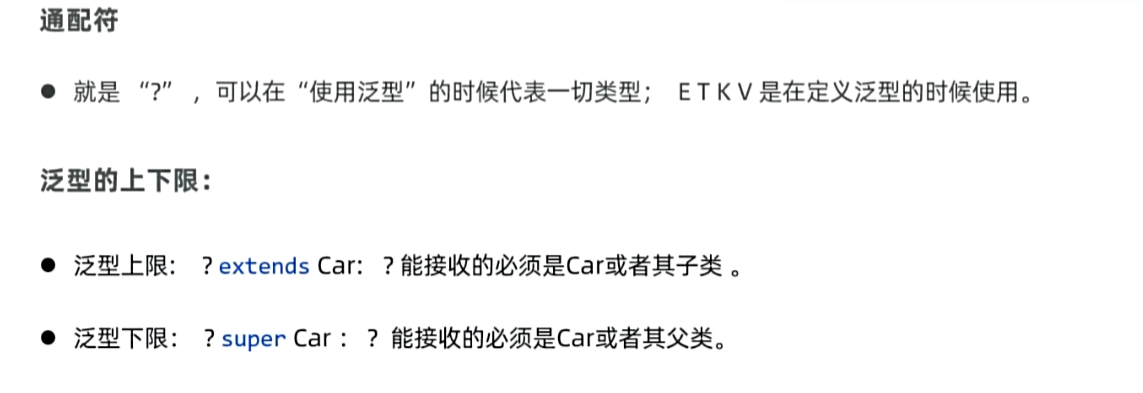 通配符
● 就是 “?” ，可以在“使用泛型”的时候代表一切类型； E T K V 是在定义泛型的时候使用。
泛型的上下限：
● 泛型上限： ? extends Car: ? 能接收的必须是Car或者其子类 。
● 泛型下限： ? super Car : ? 能接收的必须是Car或者其父类。